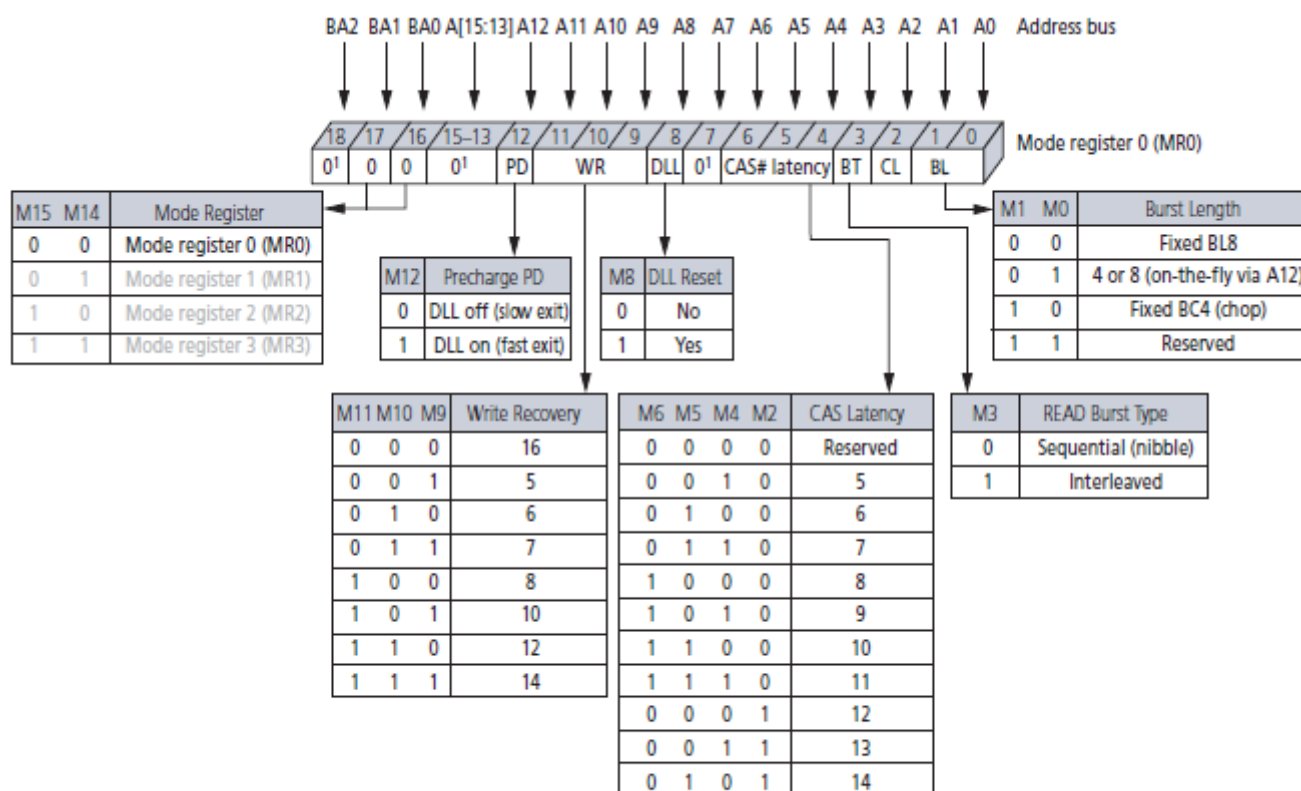 BA2 BA1 BA0 A[15:13] A12 A11 A10 A9 A8 A7 A6 A5 A4 A3 A2 A1 A0 Address bus
18 17 16 15–13 12 11 10 9 8 7 6 5 4 3 2 1 0
Mode register 0 (MR0)
0¹ 0 0 0¹ PD WR DLL 0¹ CAS# latency BT CL BL
M15 M14 Mode Register
0 0 Mode register 0 (MR0)
0 1 Mode register 1 (MR1)
1 0 Mode register 2 (MR2)
1 1 Mode register 3 (MR3)
M12 Precharge PD
0 DLL off (slow exit)
1 DLL on (fast exit)
M8 DLL Reset
0 No
1 Yes
M1 M0 Burst Length
0 0 Fixed BL8
0 1 4 or 8 (on-the-fly via A12)
1 0 Fixed BC4 (chop)
1 1 Reserved
M11 M10 M9 Write Recovery
0 0 0 16
0 0 1 5
0 1 0 6
0 1 1 7
1 0 0 8
1 0 1 10
1 1 0 12
1 1 1 14
M6 M5 M4 M2 CAS Latency
0 0 0 0 Reserved
0 0 1 0 5
0 1 0 0 6
0 1 1 0 7
1 0 0 0 8
1 0 1 0 9
1 1 0 0 10
1 1 1 0 11
0 0 0 1 12
0 0 1 1 13
0 1 0 1 14
M3 READ Burst Type
0 Sequential (nibble)
1 Interleaved